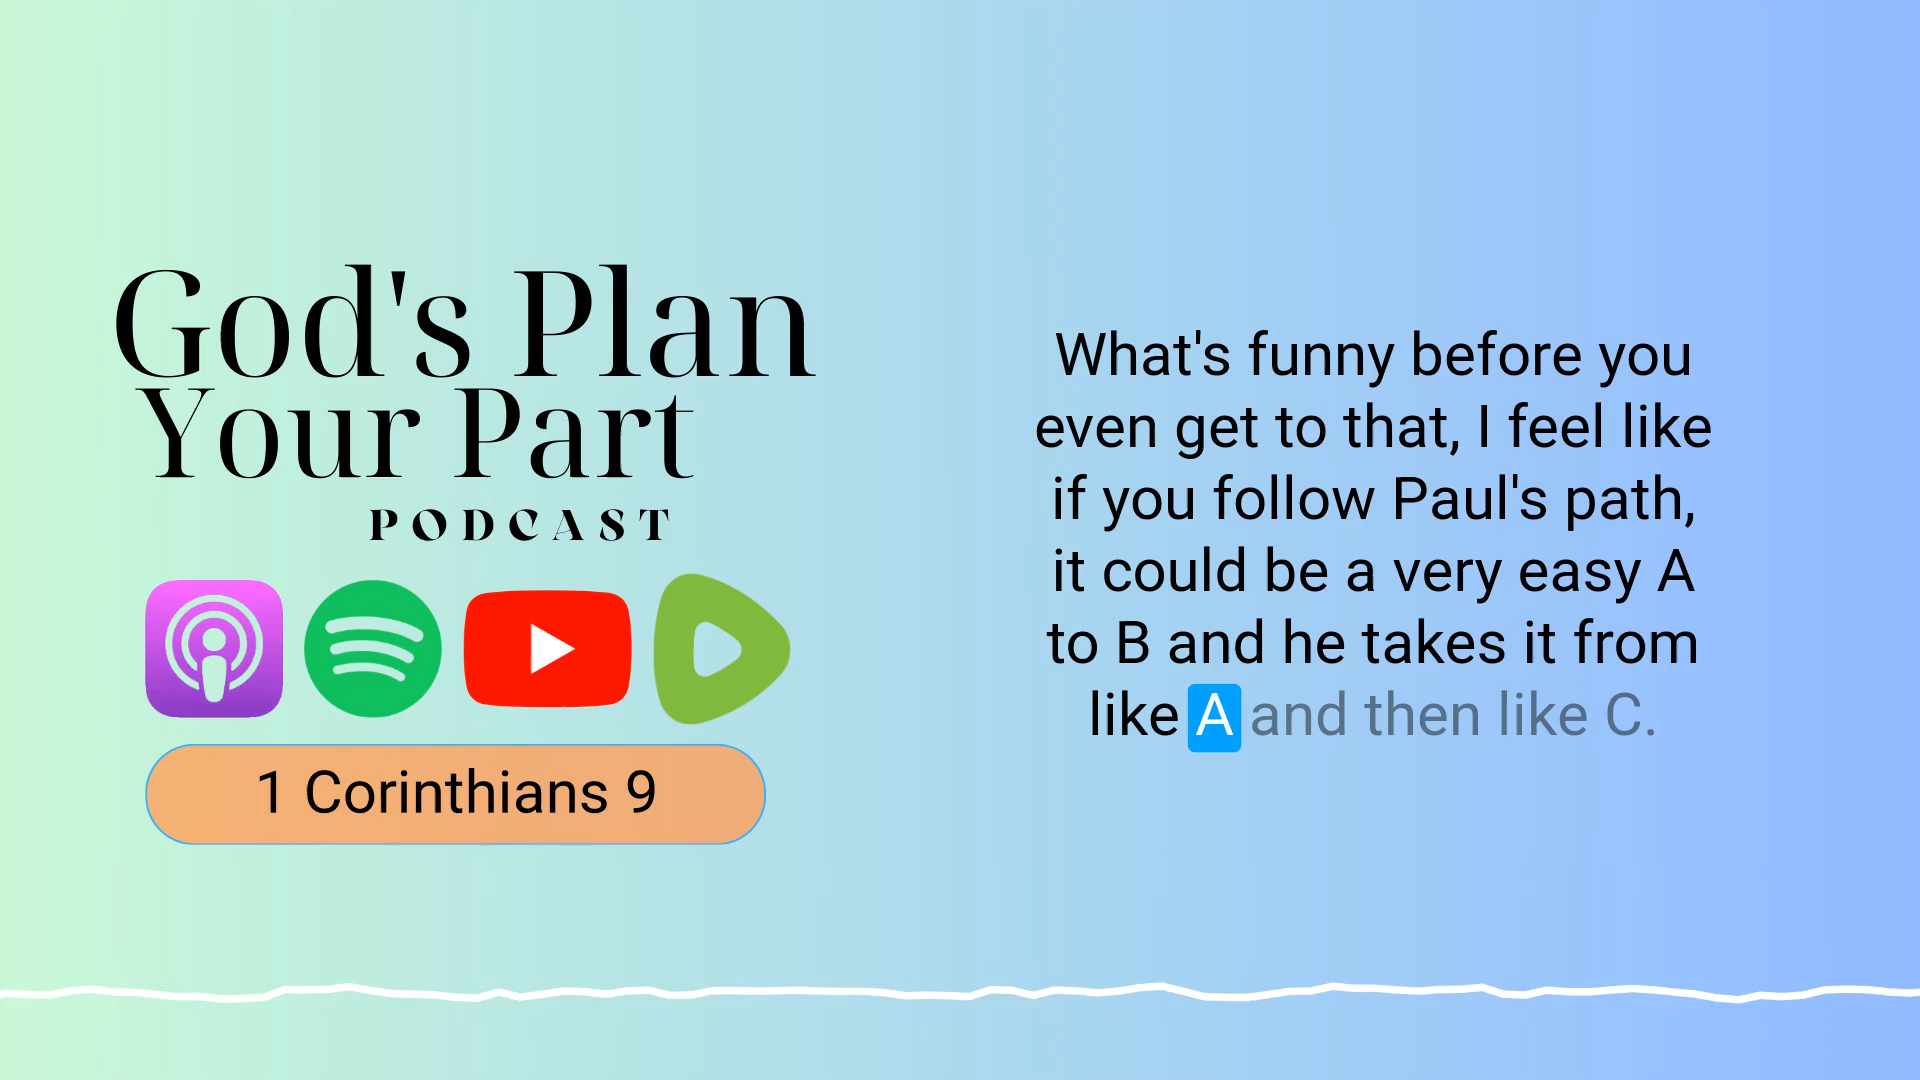 God's Plan
Your Part
PODCAST
1 Corinthians 9
What's funny before you
even get to that, I feel like
if you follow Paul's path,
it could be a very easy A
to B and he takes it from
like A and then like C.